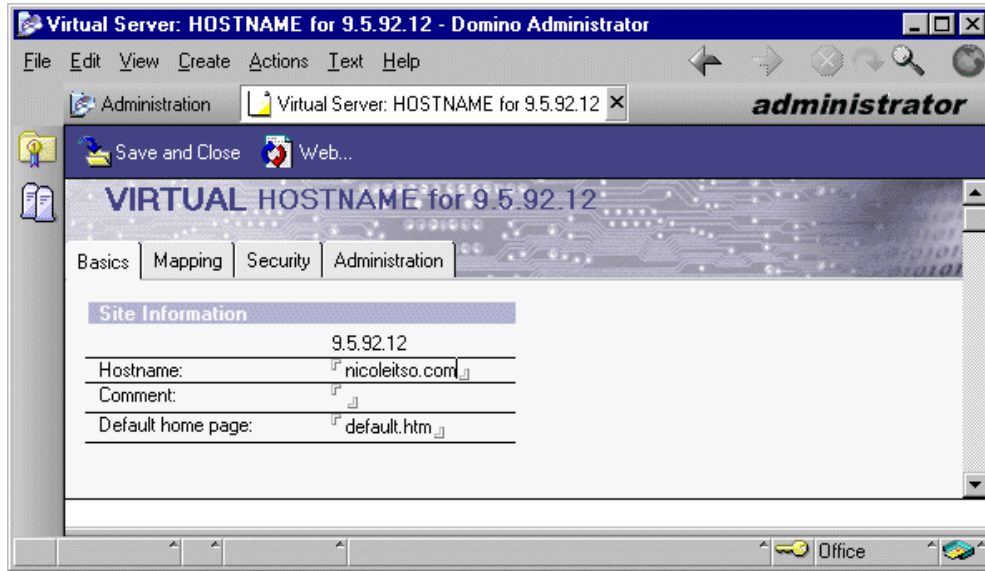 Virtual Server: HOSTNAME for 9.5.92.12 - Domino Administrator
File Edit View Create Actions Text Help
Administration Virtual Server: HOSTNAME for 9.5.92.12 administrator
Save and Close Web...
VIRTUAL HOSTNAME for 9.5.92.12
Basics Mapping Security Administration
Site Information
9.5.92.12
Hostname: nicoleitso.com
Comment:
Default home page: default.htm
Office